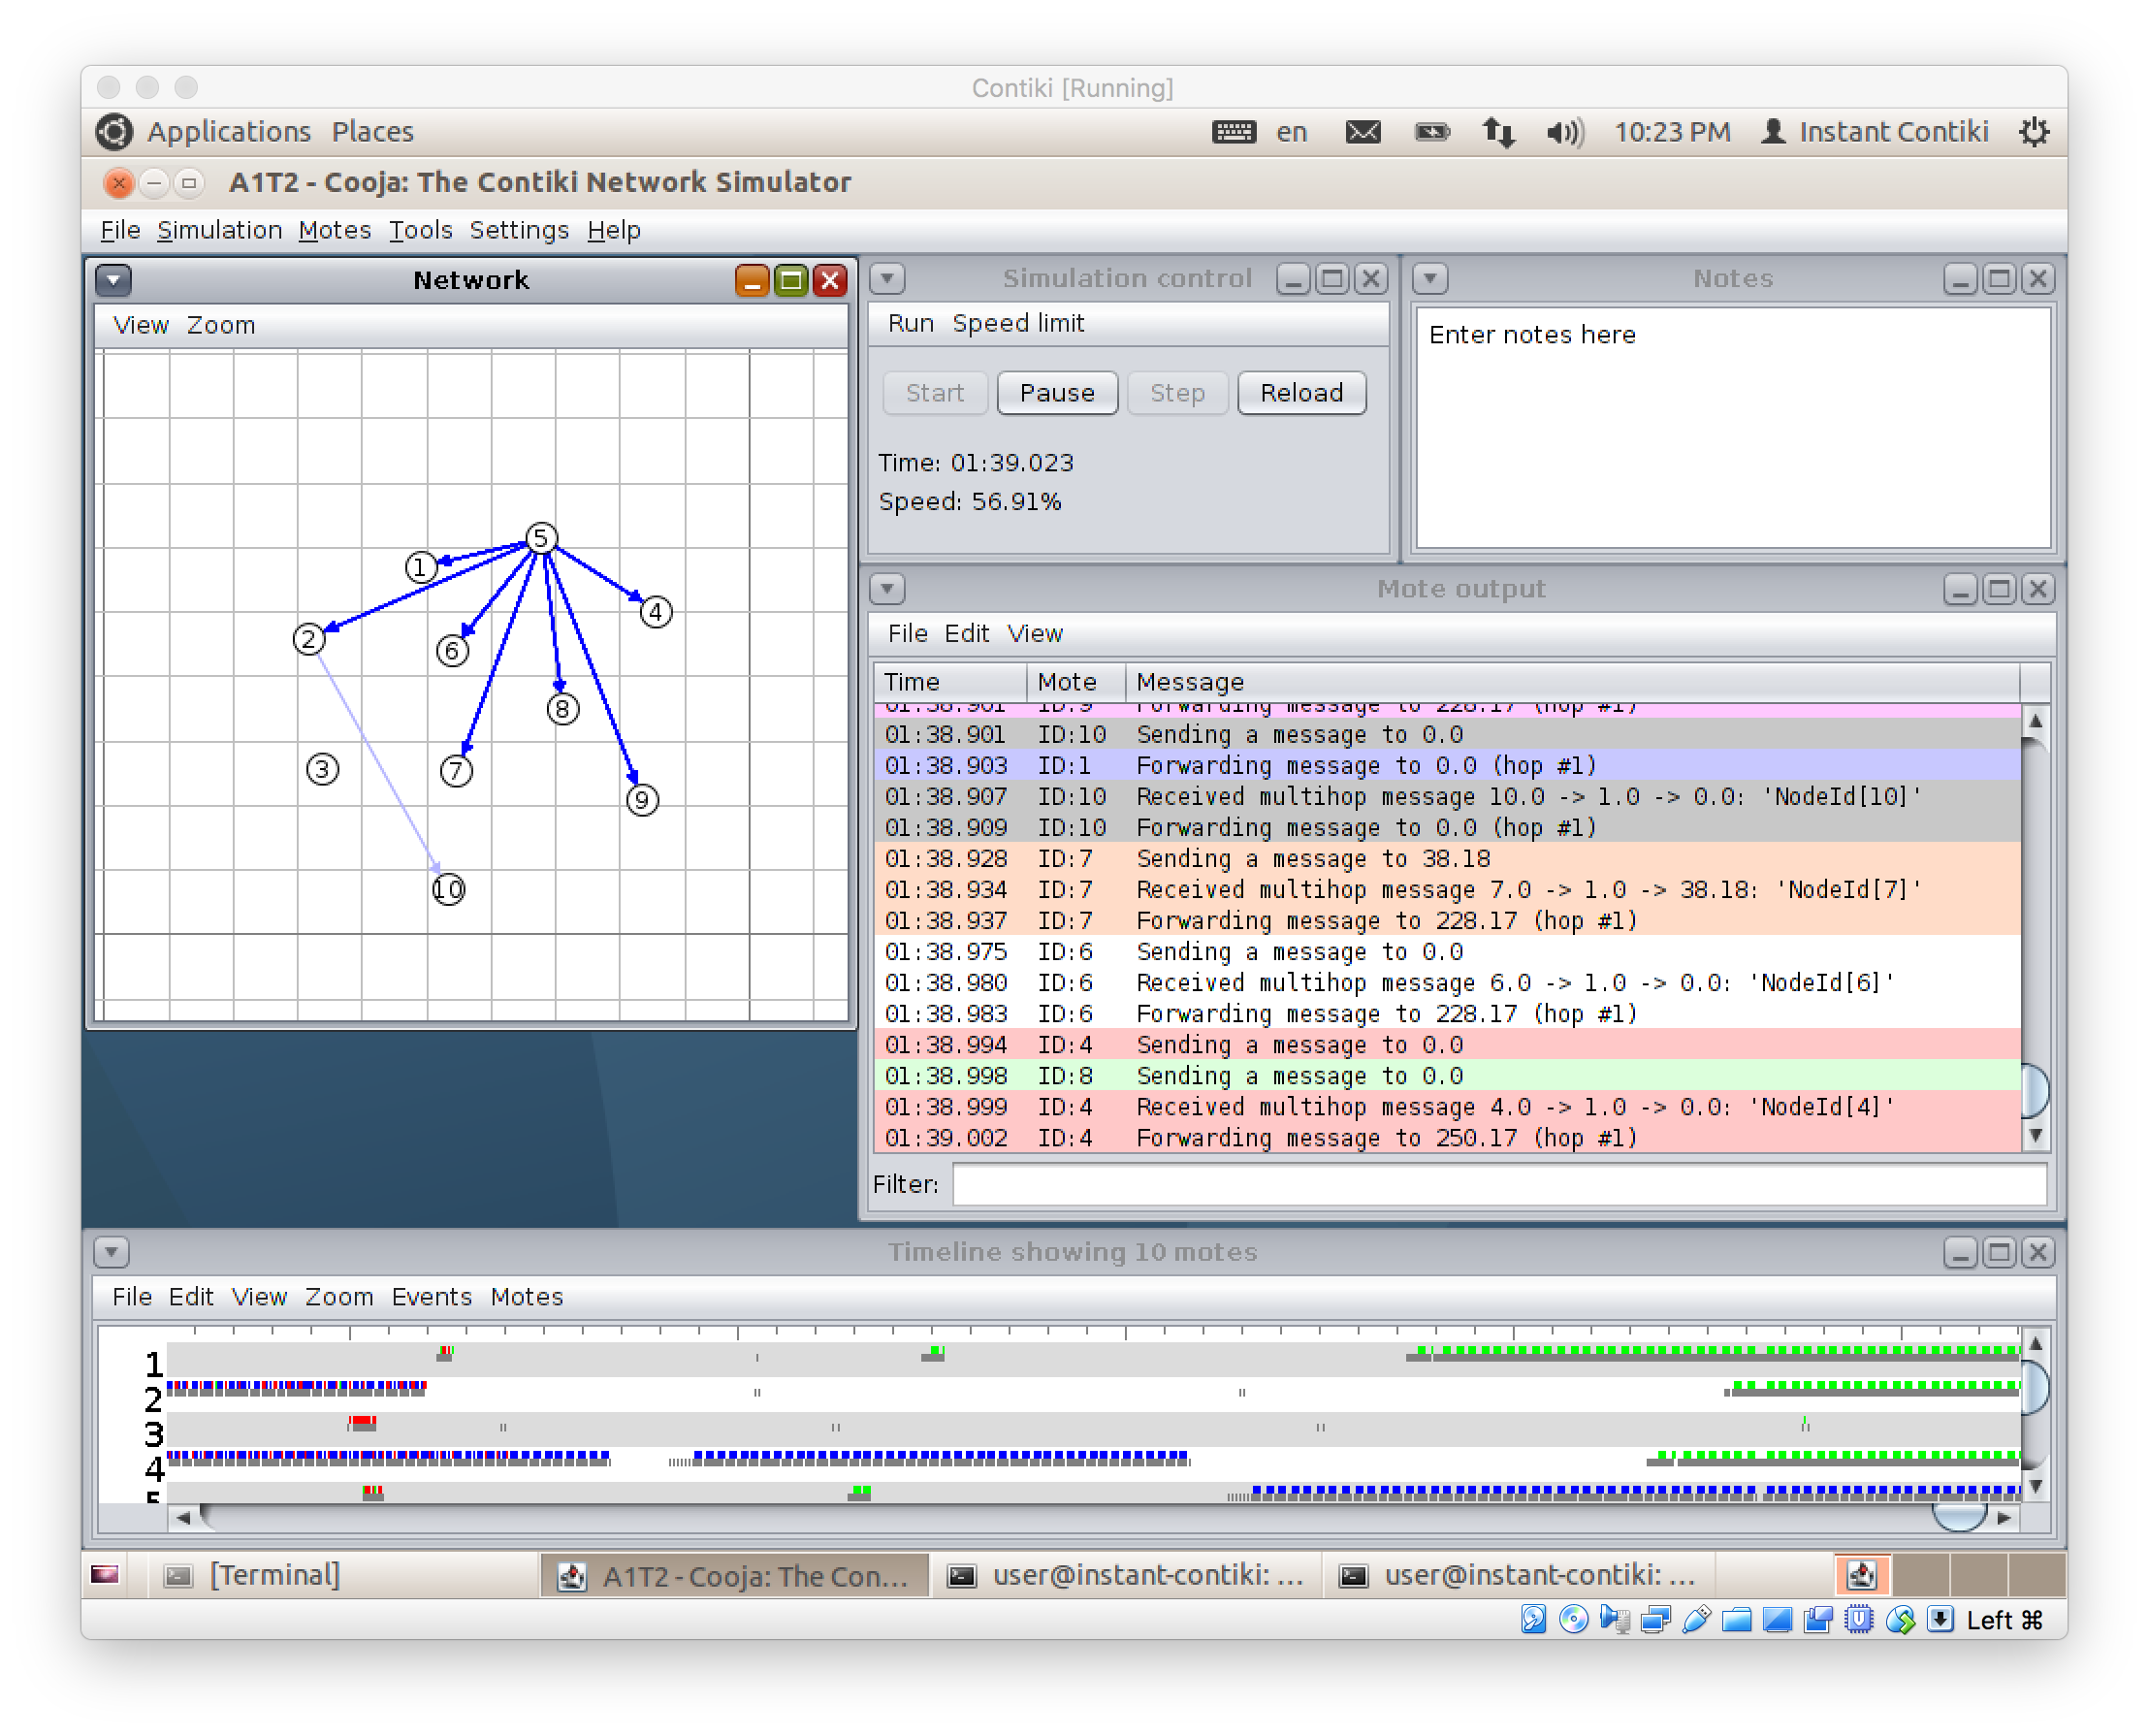 Contiki [Running]
Applications Places en 10:23 PM Instant Contiki
A1T2 - Cooja: The Contiki Network Simulator
File Simulation Motes Tools Settings Help
Network
View Zoom
5
1
4
2
6
8
3
7
9
10
Simulation control
Run Speed limit
Start Pause Step Reload
Time: 01:39.023
Speed: 56.91%
Notes
Enter notes here
Mote output
File Edit View
Time Mote Message
01:38.901 ID:9 Forwarding message to 228.17 (hop #1)
01:38.901 ID:10 Sending a message to 0.0
01:38.903 ID:1 Forwarding message to 0.0 (hop #1)
01:38.907 ID:10 Received multihop message 10.0 -> 1.0 -> 0.0: 'NodeId[10]'
01:38.909 ID:10 Forwarding message to 0.0 (hop #1)
01:38.928 ID:7 Sending a message to 38.18
01:38.934 ID:7 Received multihop message 7.0 -> 1.0 -> 38.18: 'NodeId[7]'
01:38.937 ID:7 Forwarding message to 228.17 (hop #1)
01:38.975 ID:6 Sending a message to 0.0
01:38.980 ID:6 Received multihop message 6.0 -> 1.0 -> 0.0: 'NodeId[6]'
01:38.983 ID:6 Forwarding message to 228.17 (hop #1)
01:38.994 ID:4 Sending a message to 0.0
01:38.998 ID:8 Sending a message to 0.0
01:38.999 ID:4 Received multihop message 4.0 -> 1.0 -> 0.0: 'NodeId[4]'
01:39.002 ID:4 Forwarding message to 250.17 (hop #1)
Filter:
Timeline showing 10 motes
File Edit View Zoom Events Motes
1
2
3
4
5
[Terminal] A1T2 - Cooja: The Con... user@instant-contiki: ... user@instant-contiki: ...
Left ⌘